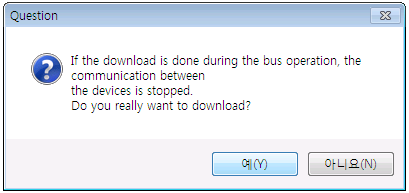 Question
If the download is done during the bus operation, the
communication between
the devices is stopped.
Do you really want to download?
예(Y)
아니요(N)